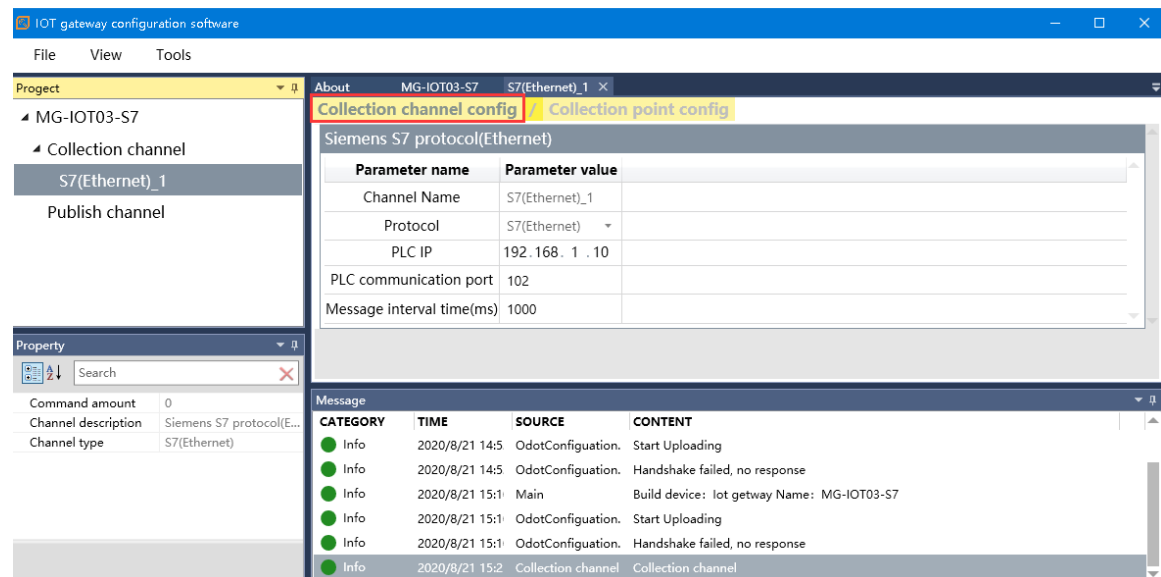 IOT gateway configuration software
File View Tools
Progect
MG-IOT03-S7
Collection channel
S7(Ethernet)_1
Publish channel
About MG-IOT03-S7 S7(Ethernet)_1
Collection channel config / Collection point config
Siemens S7 protocol(Ethernet)
Parameter name Parameter value
Channel Name S7(Ethernet)_1
Protocol S7(Ethernet)
PLC IP 192.168. 1 .10
PLC communication port 102
Message interval time(ms) 1000
Property
Search
Command amount 0
Channel description Siemens S7 protocol(E...
Channel type S7(Ethernet)
Message
CATEGORY TIME SOURCE CONTENT
Info 2020/8/21 14:5 OdotConfiguation. Start Uploading
Info 2020/8/21 14:5 OdotConfiguation. Handshake failed, no response
Info 2020/8/21 15:1 Main Build device: Iot getway Name: MG-IOT03-S7
Info 2020/8/21 15:1 OdotConfiguation. Start Uploading
Info 2020/8/21 15:1 OdotConfiguation. Handshake failed, no response
Info 2020/8/21 15:2 Collection channel Collection channel